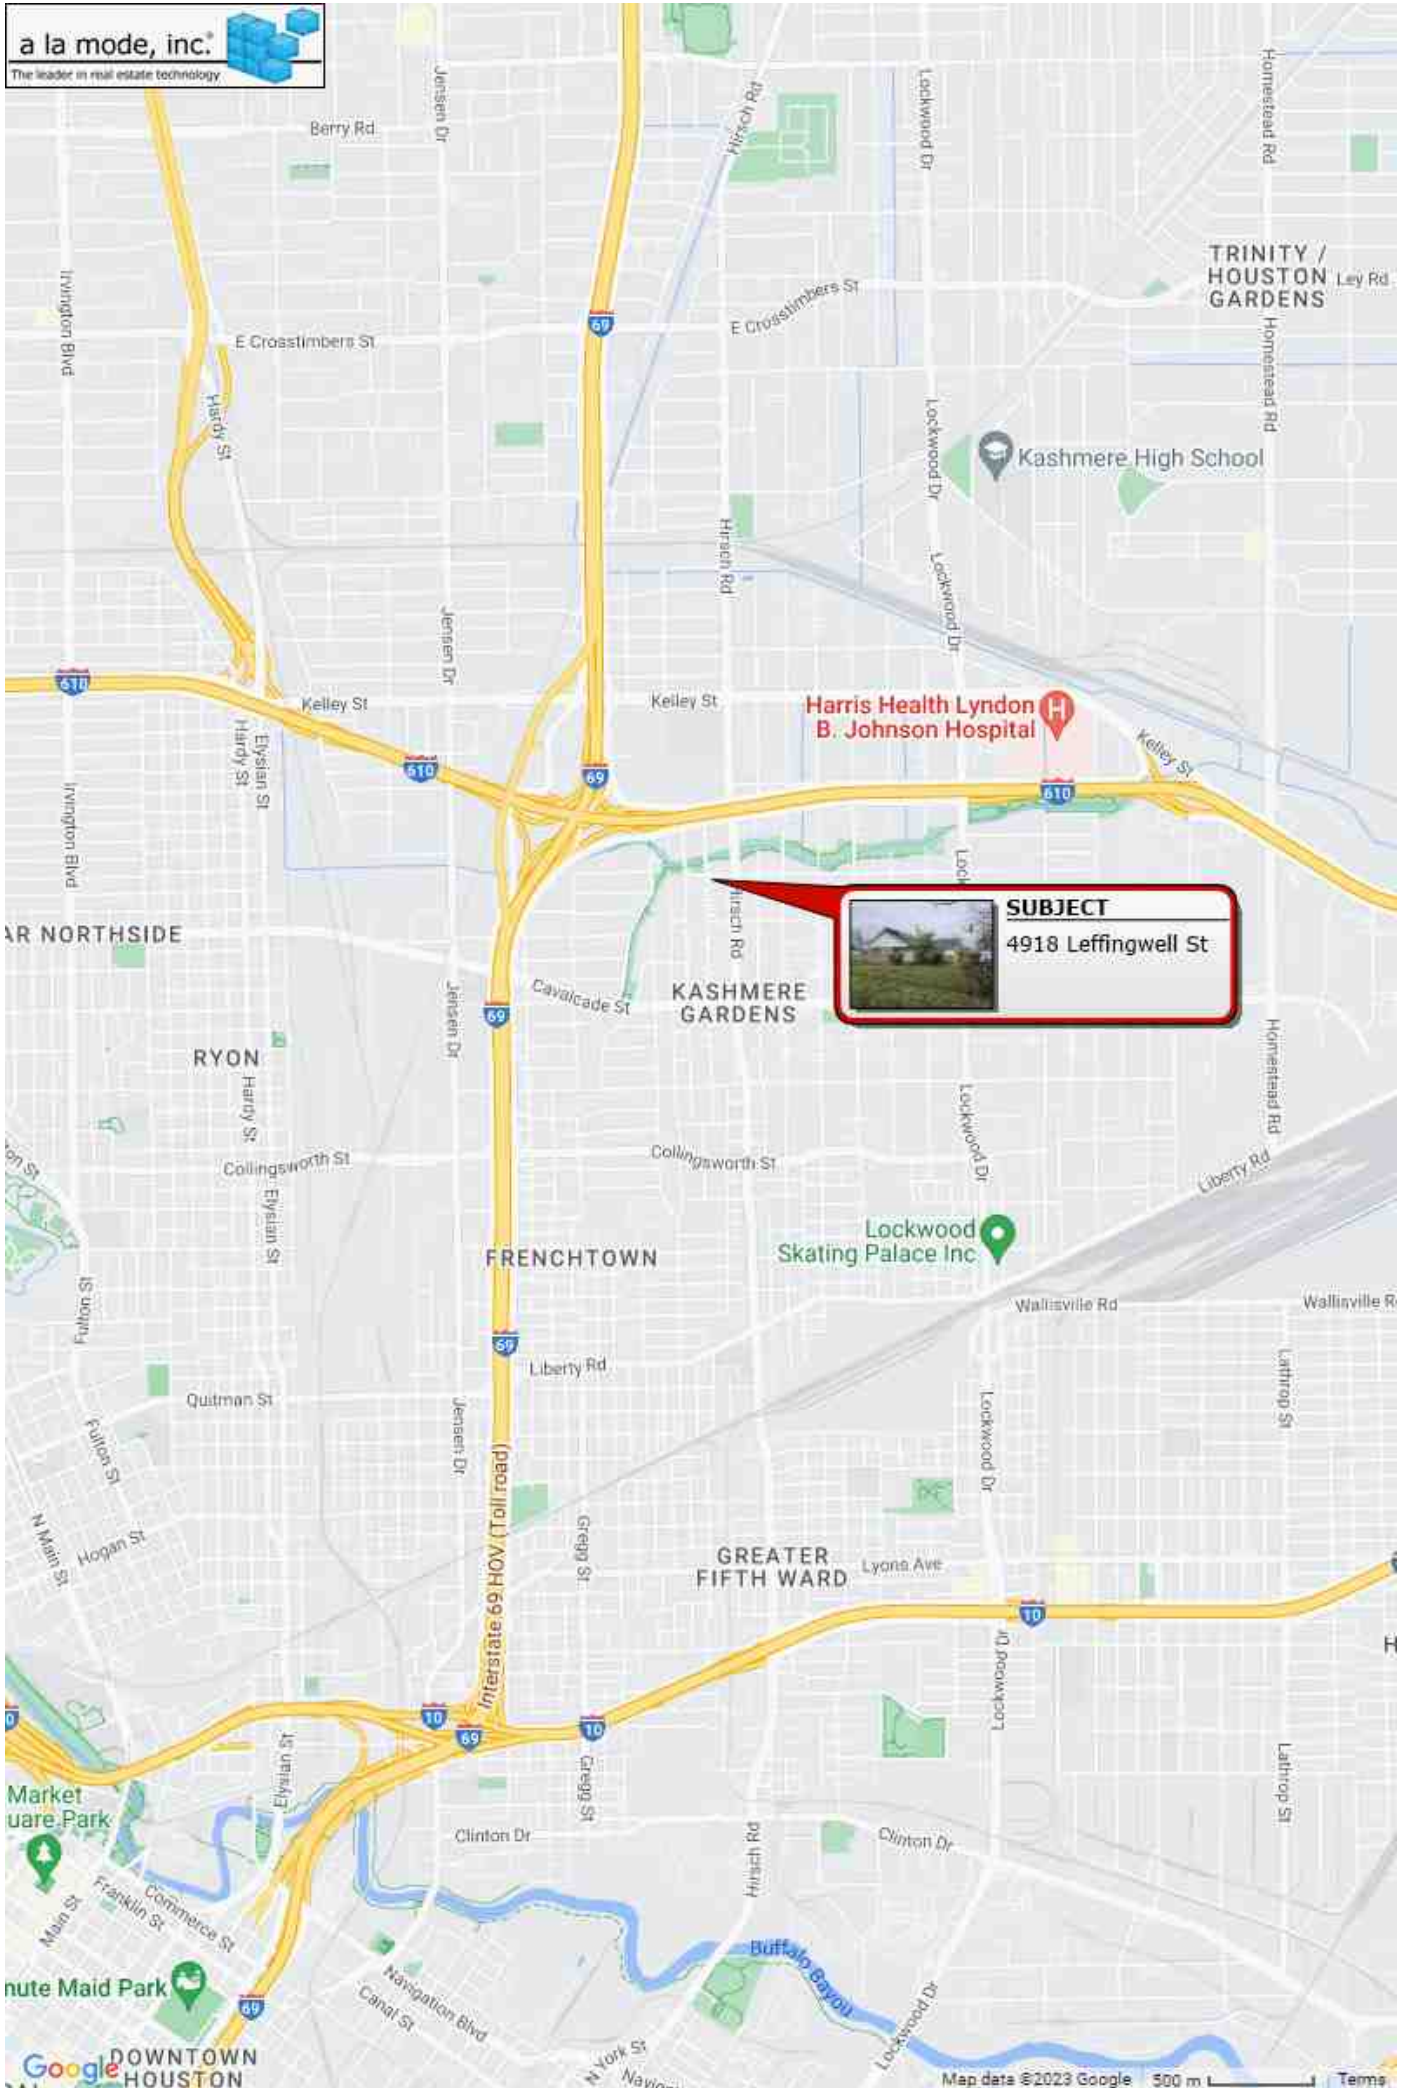 a la mode, inc.®
The leader in real estate technology
Berry Rd
Jensen Dr
Hirsch Rd
Lockwood Dr
Homestead Rd
TRINITY /
HOUSTON
GARDENS
Ley Rd
Irvington Blvd
E Crosstimbers St
69
E Crosstimbers St
Homestead Rd
Hardy St
Lockwood Dr
Kashmere High School
Hirsch Rd
Lockwood Dr
Jensen Dr
610
Kelley St
Kelley St
Harris Health Lyndon
B. Johnson Hospital
H
Kelley St
Hardy St
Elysian St
610
69
610
Irvington Blvd
Lock
Hirsch Rd
SUBJECT
4918 Leffingwell St
AR NORTHSIDE
Jensen Dr
69
Cavalcade St
KASHMERE
GARDENS
RYON
Hardy St
Homestead Rd
Lockwood Dr
ton St
Collingsworth St
Collingsworth St
Liberty Rd
Elysian St
Lockwood
Skating Palace Inc
FRENCHTOWN
Fulton St
Wallisville Rd
Wallisville R
69
Liberty Rd
Lathrop St
Quitman St
Jensen Dr
Lockwood Dr
Fulton St
Interstate 69 HOV (Toll road)
N Main St
Hogan St
Gregg St
GREATER
FIFTH WARD
Lyons Ave
10
H
Lockwood Dr
0
10
69
10
Elysian St
Gregg St
Lathrop St
Market
uare Park
Clinton Dr
Hirsch Rd
Clinton Dr
Main St
Franklin St
Commerce St
Buffalo Bayou
nute Maid Park
69
Navigation Blvd
Canal St
Lockwood Dr
N York St
Google
DOWNTOWN
HOUSTON
Map data ©2023 Google
500 m
Terms